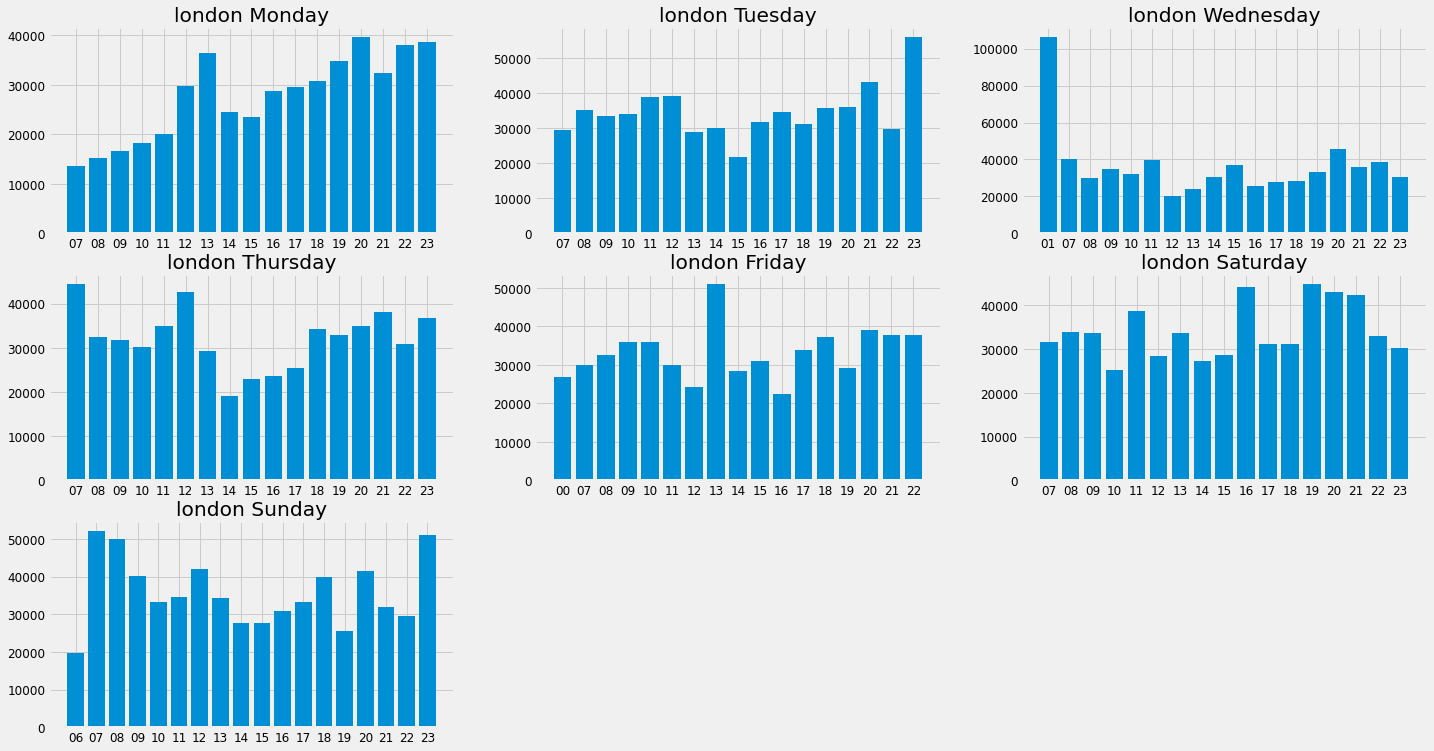 london Monday
40000
30000
20000
10000
0
07 08 09 10 11 12 13 14 15 16 17 18 19 20 21 22 23
london Tuesday
50000
40000
30000
20000
10000
0
07 08 09 10 11 12 13 14 15 16 17 18 19 20 21 22 23
london Wednesday
100000
80000
60000
40000
20000
0
01 07 08 09 10 11 12 13 14 15 16 17 18 19 20 21 22 23
london Thursday
40000
30000
20000
10000
0
07 08 09 10 11 12 13 14 15 16 17 18 19 20 21 22 23
london Friday
50000
40000
30000
20000
10000
0
00 07 08 09 10 11 12 13 14 15 16 17 18 19 20 21 22
london Saturday
40000
30000
20000
10000
0
07 08 09 10 11 12 13 14 15 16 17 18 19 20 21 22 23
london Sunday
50000
40000
30000
20000
10000
0
06 07 08 09 10 11 12 13 14 15 16 17 18 19 20 21 22 23